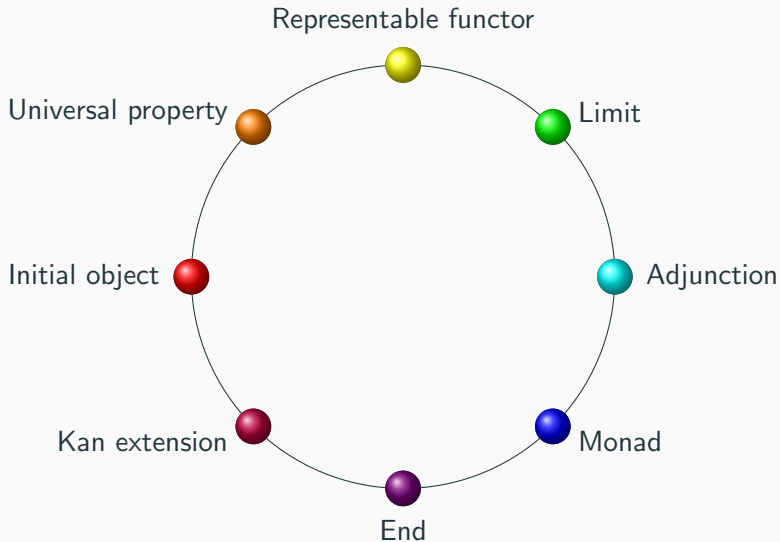 Representable functor
Universal property
Limit
Initial object
Adjunction
Kan extension
Monad
End